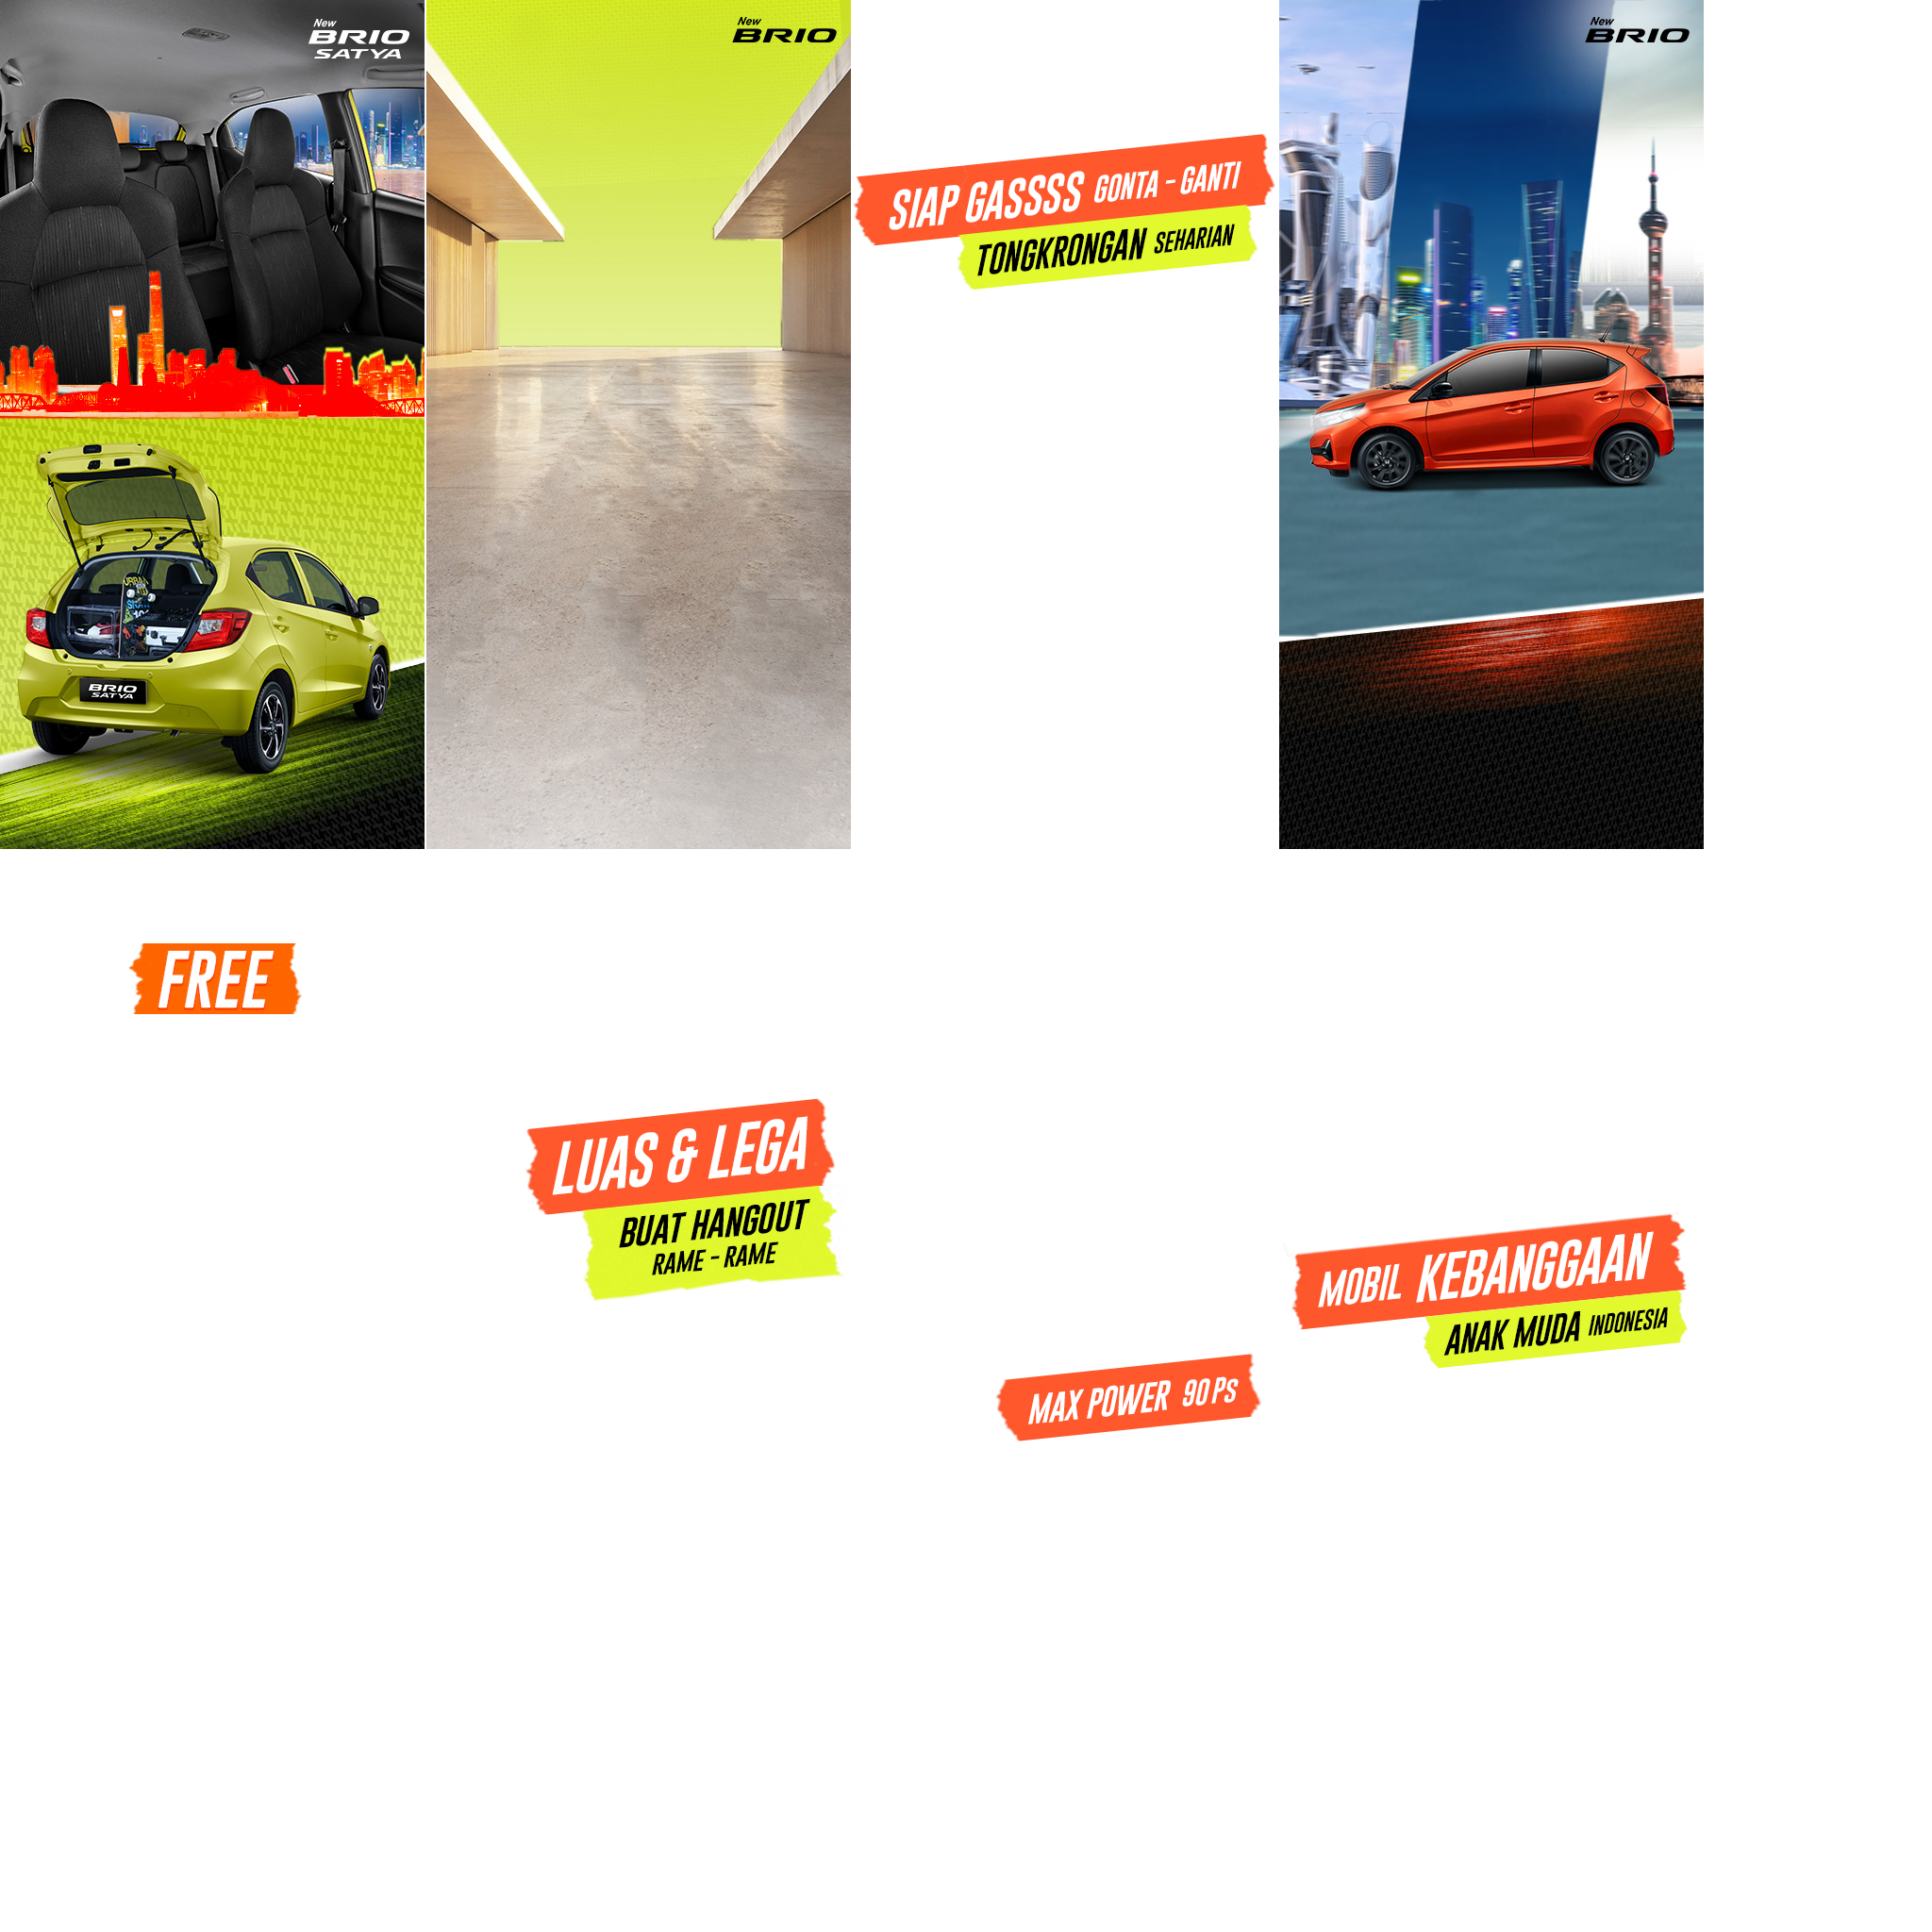 New
BRIO
SATYA
New
BRIO
SIAP GASSSS GONTA - GANTI
TONGKRONGAN SEHARIAN
New
BRIO
URBAN
BRIO
SATYA
FREE
LUAS & LEGA
BUAT HANGOUT
RAME - RAME
MAX POWER 90 Ps
MOBIL KEBANGGAAN
ANAK MUDA INDONESIA